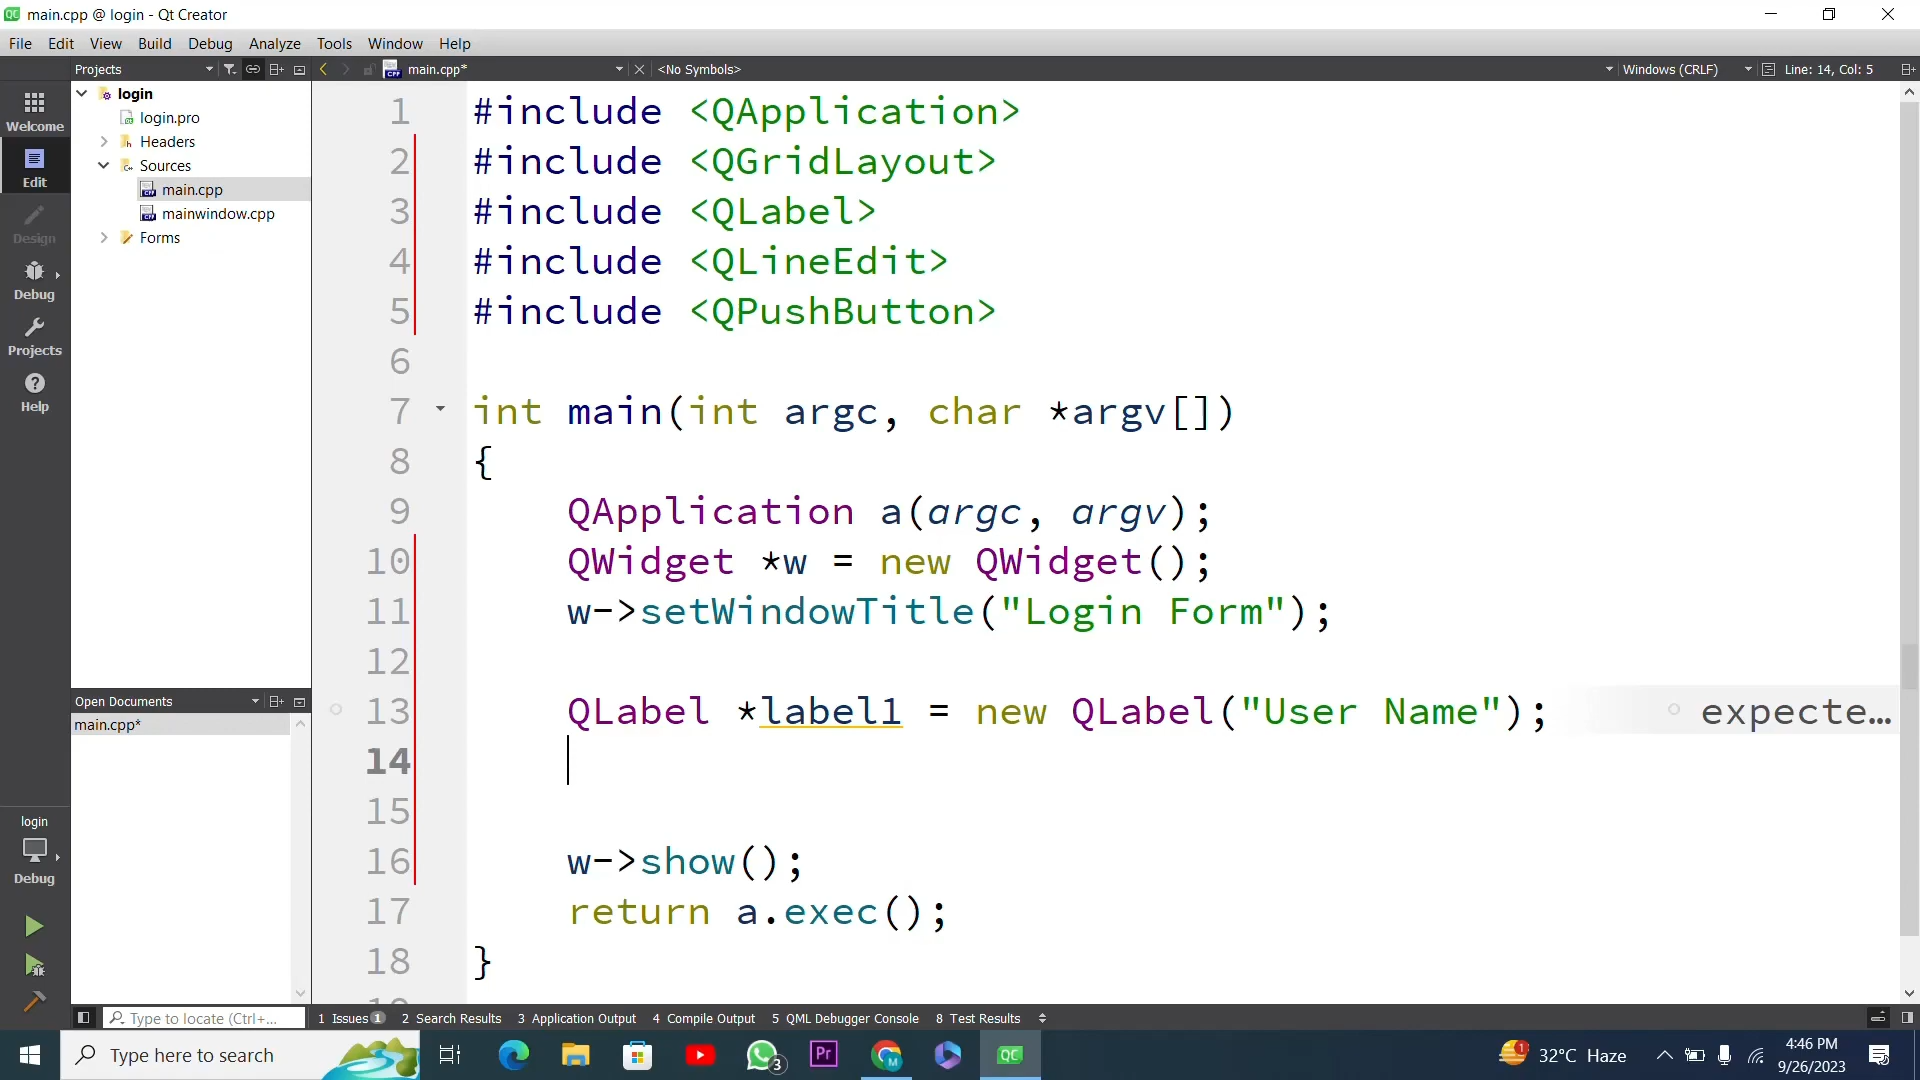 main.cpp @ login - Qt Creator
File Edit View Build Debug Analyze Tools Window Help
Projects main.cpp* <No Symbols> Windows (CRLF) Line: 14, Col: 5
Welcome
Edit
Design
Debug
Projects
Help
login
login.pro
Headers
Sources
main.cpp
mainwindow.cpp
Forms
Open Documents
main.cpp*
login
Debug
1 #include <QApplication>
2 #include <QGridLayout>
3 #include <QLabel>
4 #include <QLineEdit>
5 #include <QPushButton>
6
7 int main(int argc, char *argv[])
8 {
9 QApplication a(argc, argv);
10 QWidget *w = new QWidget();
11 w->setWindowTitle("Login Form");
12
13 QLabel *label1 = new QLabel("User Name"); expecte…
14
15
16 w->show();
17 return a.exec();
18 }
Type to locate (Ctrl+... 1 Issues 1 2 Search Results 3 Application Output 4 Compile Output 5 QML Debugger Console 8 Test Results
Type here to search 3 Pr M QC 1 32°C Haze 4:46 PM
9/26/2023